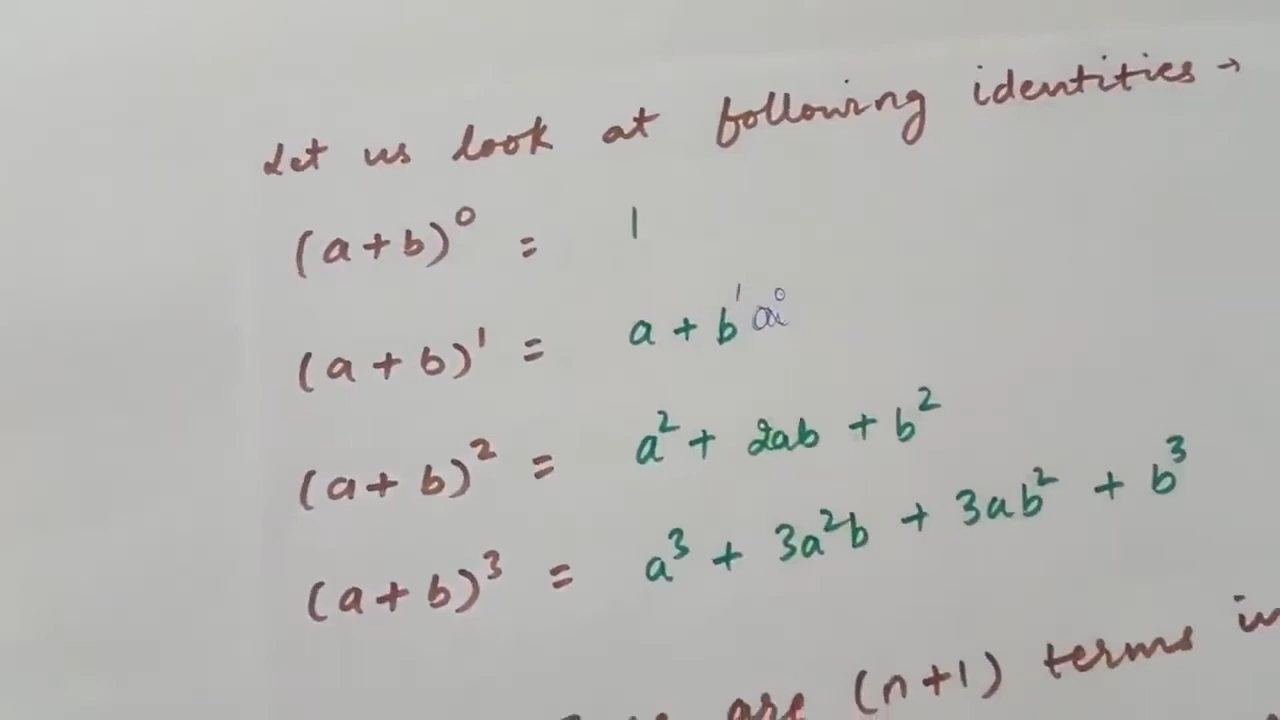 Let us look at following identities →
(a+b)⁰ = 1
(a+b)¹ = a + b¹a⁰
(a+b)² = a² + 2ab + b²
(a+b)³ = a³ + 3a²b + 3ab² + b³
are (n+1) terms in